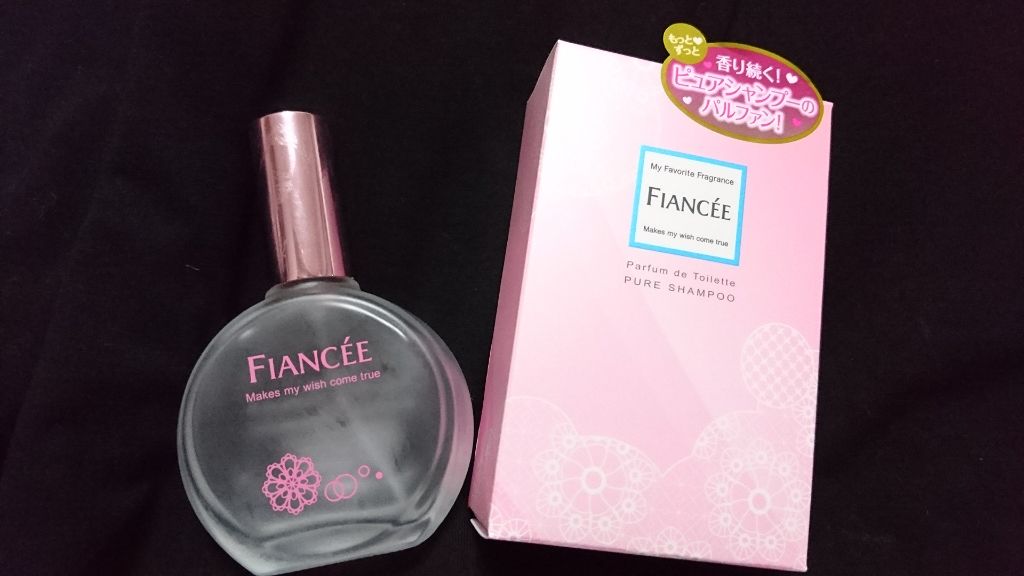 FIANCÉE
Makes my wish come true
もっと
ずっと
香り続く!
ピュアシャンプーの
パルファン!
My Favorite Fragrance
FIANCÉE
Makes my wish come true
Parfum de Toilette
PURE SHAMPOO